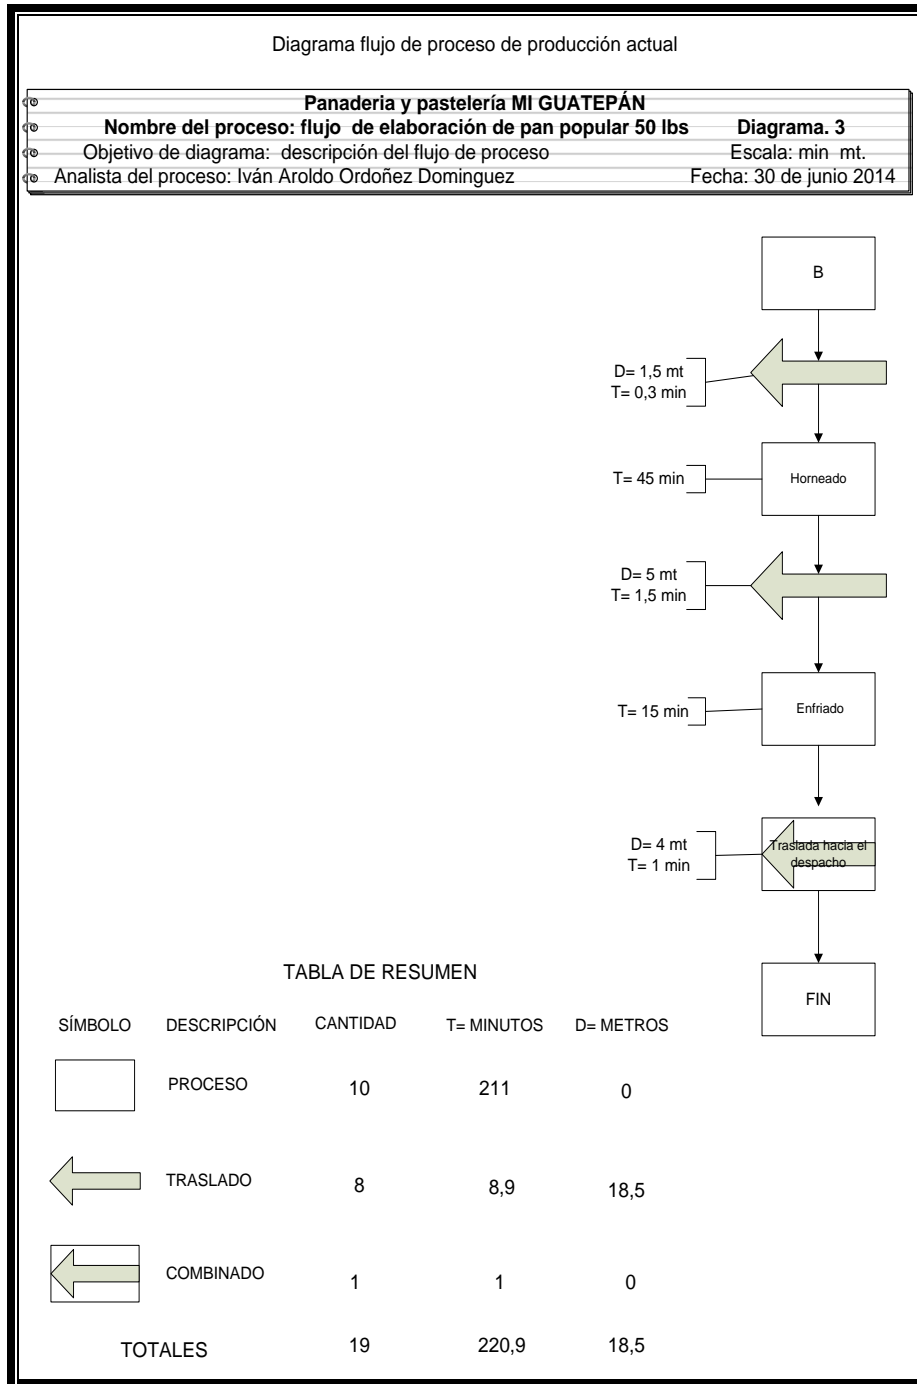 Diagrama flujo de proceso de producción actual
Panaderia y pastelería MI GUATEPÁN
Nombre del proceso: flujo de elaboración de pan popular 50 lbs Diagrama. 3
Objetivo de diagrama: descripción del flujo de proceso Escala: min mt.
Analista del proceso: Iván Aroldo Ordoñez Dominguez Fecha: 30 de junio 2014
B
D= 1,5 mt
T= 0,3 min
T= 45 min
Horneado
D= 5 mt
T= 1,5 min
T= 15 min
Enfriado
D= 4 mt
T= 1 min
Traslada hacia el
despacho
FIN
TABLA DE RESUMEN
SÍMBOLO DESCRIPCIÓN CANTIDAD T= MINUTOS D= METROS
PROCESO 10 211 0
TRASLADO 8 8,9 18,5
COMBINADO 1 1 0
TOTALES 19 220,9 18,5